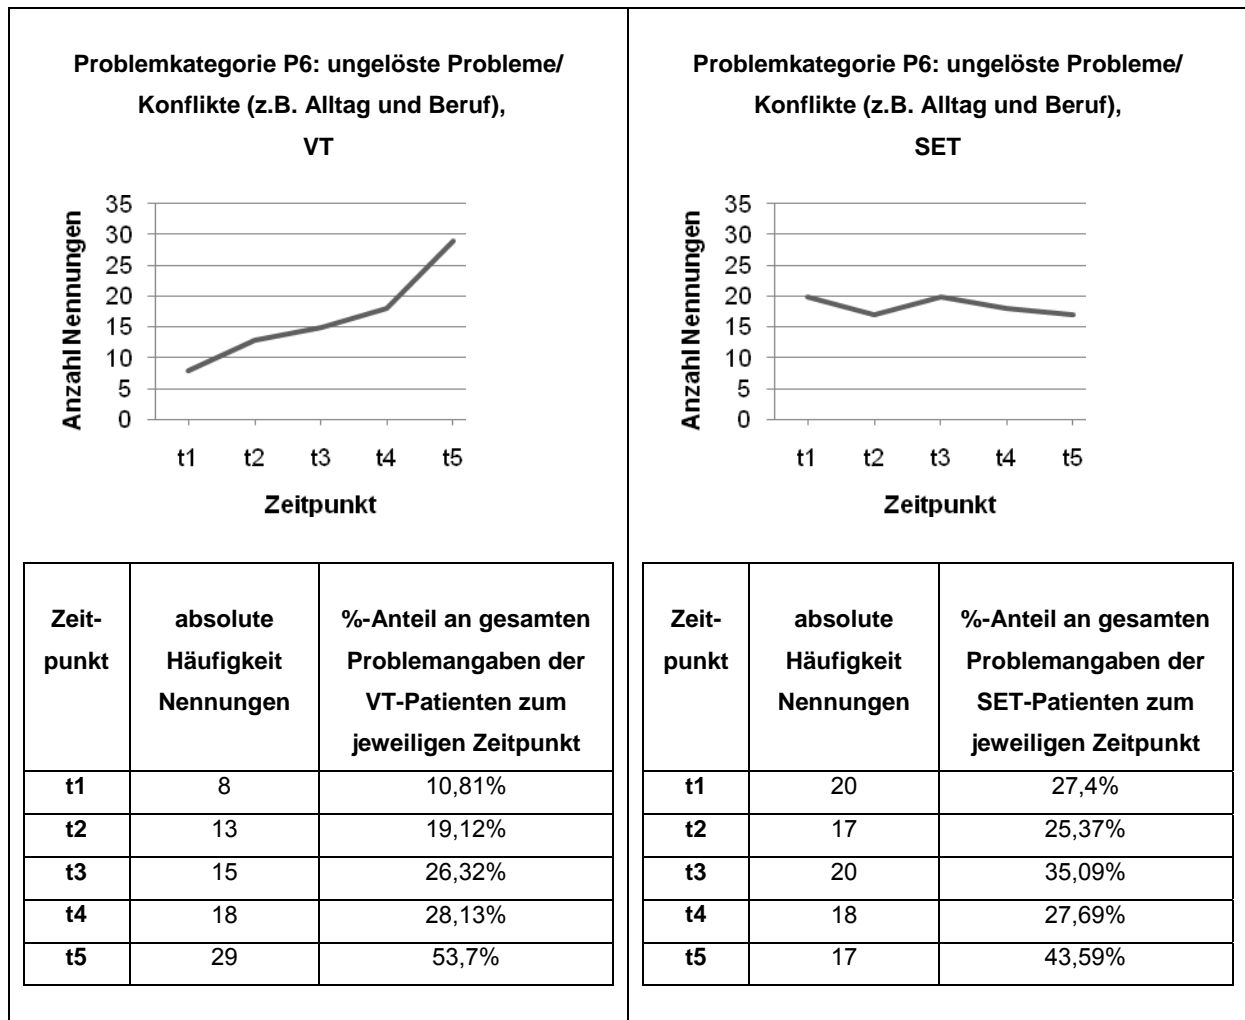 Problemkategorie P6: ungelöste Probleme/
Konflikte (z.B. Alltag und Beruf),
VT
35
30
25
20
15
10
5
0
Anzahl Nennungen
t1 t2 t3 t4 t5
Zeitpunkt
Zeit-
punkt
absolute
Häufigkeit
Nennungen
%-Anteil an gesamten
Problemangaben der
VT-Patienten zum
jeweiligen Zeitpunkt
t1 8 10,81%
t2 13 19,12%
t3 15 26,32%
t4 18 28,13%
t5 29 53,7%
Problemkategorie P6: ungelöste Probleme/
Konflikte (z.B. Alltag und Beruf),
SET
35
30
25
20
15
10
5
0
Anzahl Nennungen
t1 t2 t3 t4 t5
Zeitpunkt
Zeit-
punkt
absolute
Häufigkeit
Nennungen
%-Anteil an gesamten
Problemangaben der
SET-Patienten zum
jeweiligen Zeitpunkt
t1 20 27,4%
t2 17 25,37%
t3 20 35,09%
t4 18 27,69%
t5 17 43,59%